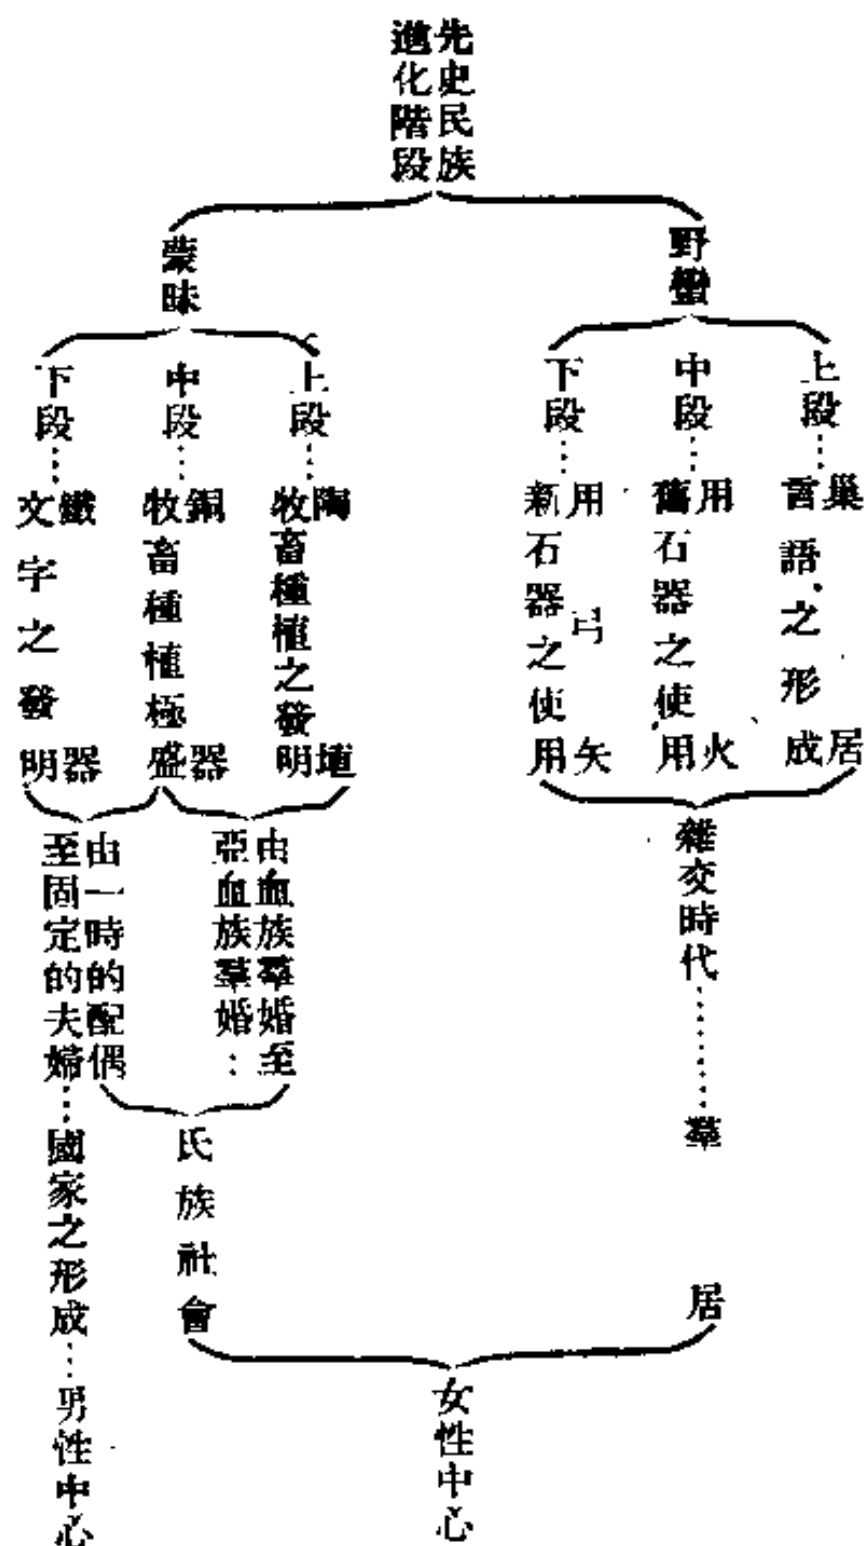 先史民族
進化階段
野蠻
上段
巢居
言語之形成
中段
用火
舊石器之使用
下段
用弓矢
新石器之使用
雜交時代
羣居
蒙昧
上段
陶埴
牧畜種植之發明
中段
銅器
牧畜種植極盛
下段
鐵器
文字之發明
由血族羣婚至
亞血族羣婚
由一時的配偶
至固定的夫婦
氏族社會
女性中心
國家之形成
男性中心